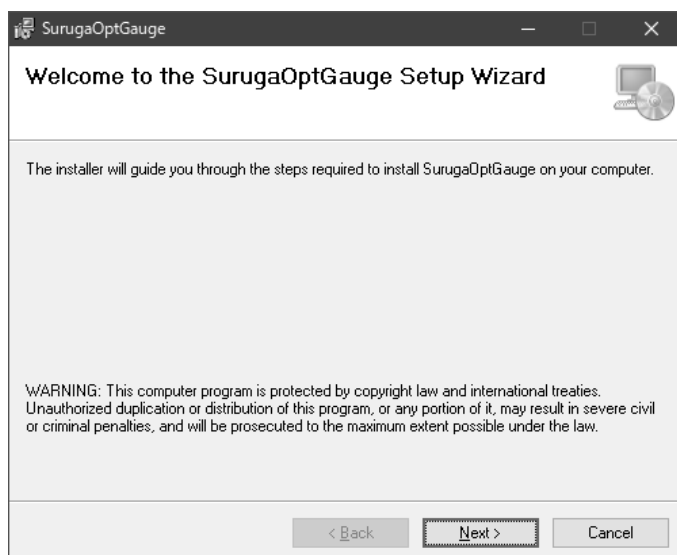 SurugaOptGauge
Welcome to the SurugaOptGauge Setup Wizard
The installer will guide you through the steps required to install SurugaOptGauge on your computer.
WARNING: This computer program is protected by copyright law and international treaties.
Unauthorized duplication or distribution of this program, or any portion of it, may result in severe civil
or criminal penalties, and will be prosecuted to the maximum extent possible under the law.
< Back
Next >
Cancel